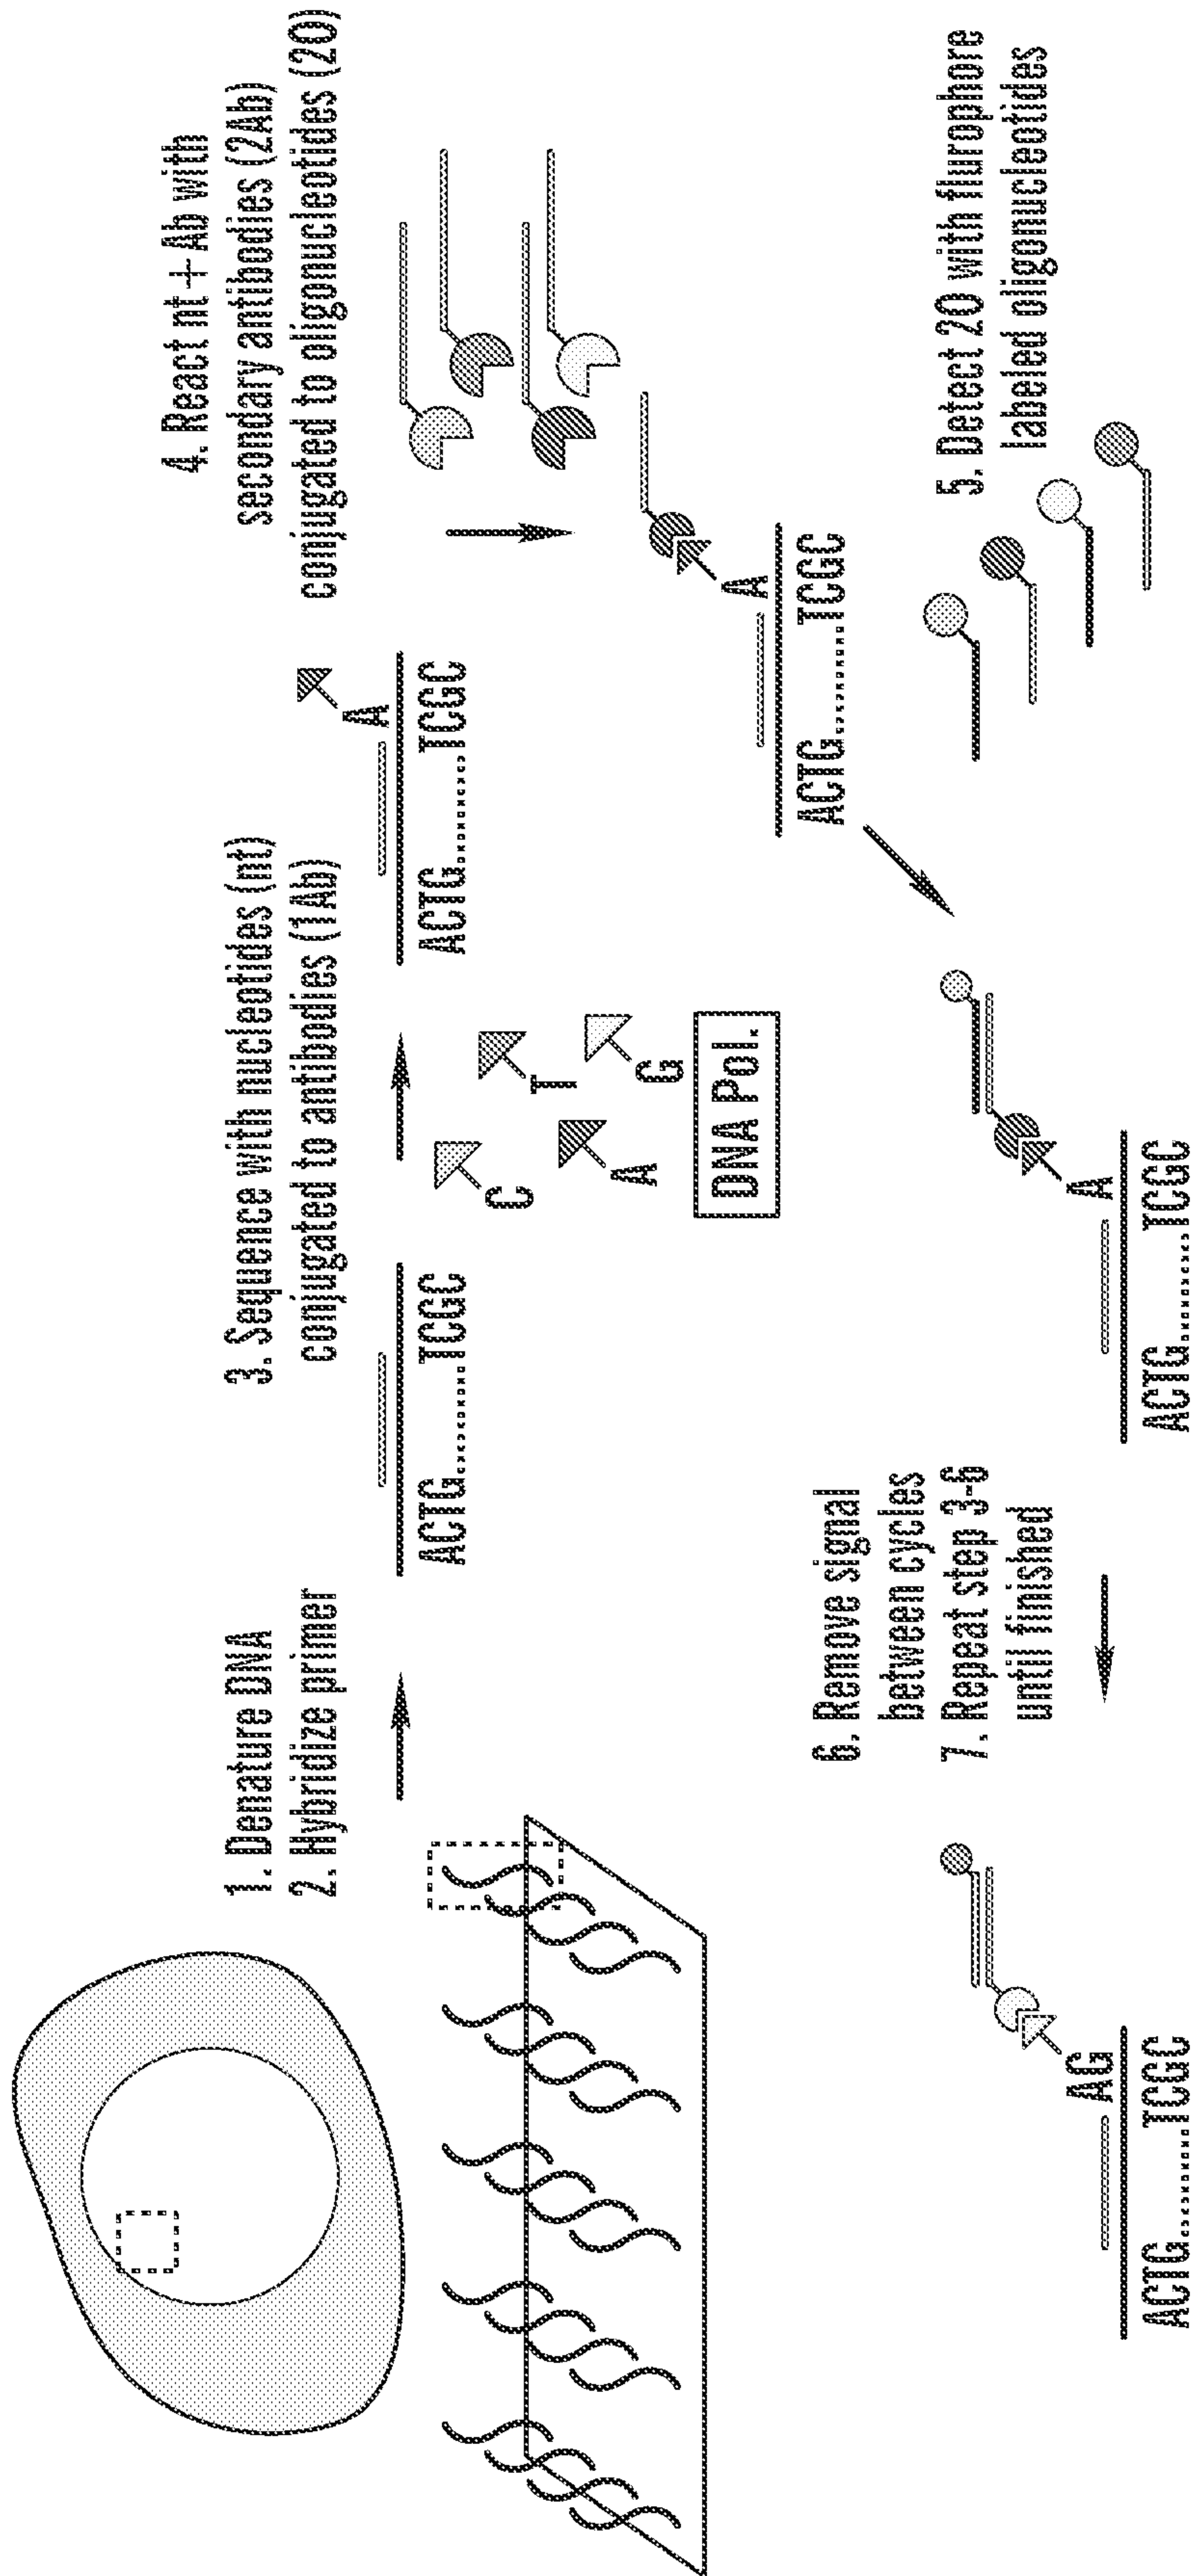 1. Denature DNA
2. Hybridize primer
ACTG..........TCGC
3. Sequence with nucleotides (nt)
conjugated to antibodies (1Ab)
C
T
A
G
DNA Pol.
A
ACTG..........TCGC
4. React nt + Ab with
secondary antibodies (2Ab)
conjugated to oligonucleotides (2O)
A
ACTG..........TCGC
5. Detect 2O with flurophore
labeled oligonucleotides
A
ACTG..........TCGC
6. Remove signal
between cycles
7. Repeat step 3-6
until finished
AG
ACTG..........TCGC